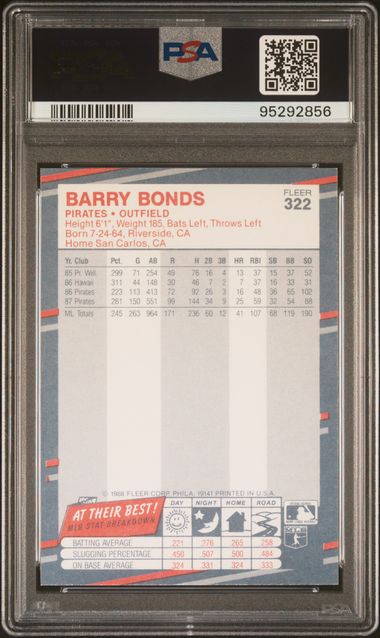 PSA
95292856
BARRY BONDS
FLEER
322
PIRATES • OUTFIELD
Height 6'1", Weight 185, Bats Left, Throws Left
Born 7-24-64, Riverside, CA
Home San Carlos, CA
Yr. Club Pct. G AB R H 2B 3B HR RBI SB BB SO
85 Pr. Wil. 299 71 254 49 76 16 4 13 37 15 37 52
86 Hawaii 311 44 148 30 46 7 2 7 37 16 33 31
86 Pirates 223 113 413 72 92 26 3 16 48 36 65 102
87 Pirates 261 150 551 99 144 34 9 25 59 32 54 88
ML Totals 245 263 964 171 236 60 12 41 107 68 119 190
© 1988 FLEER CORP. PHILA. 19141 PRINTED IN U.S.A.
AT THEIR BEST!
MLB STAT BREAKDOWN
DAY NIGHT HOME ROAD
BATTING AVERAGE 221 276 265 258
SLUGGING PERCENTAGE 450 507 500 484
ON BASE AVERAGE 324 331 324 333